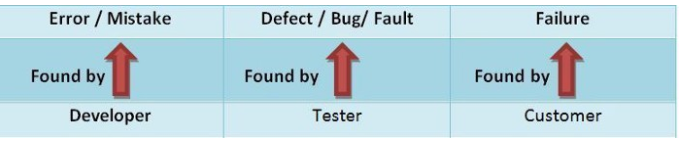 Error / Mistake Defect / Bug/ Fault Failure
Found by Found by Found by
Developer Tester Customer